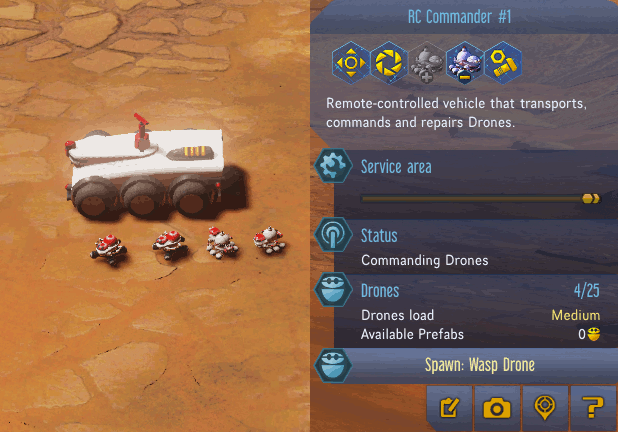 RC Commander #1
Remote-controlled vehicle that transports,
commands and repairs Drones.
Service area
Status
Commanding Drones
Drones 4/25
Drones load Medium
Available Prefabs 0
Spawn: Wasp Drone